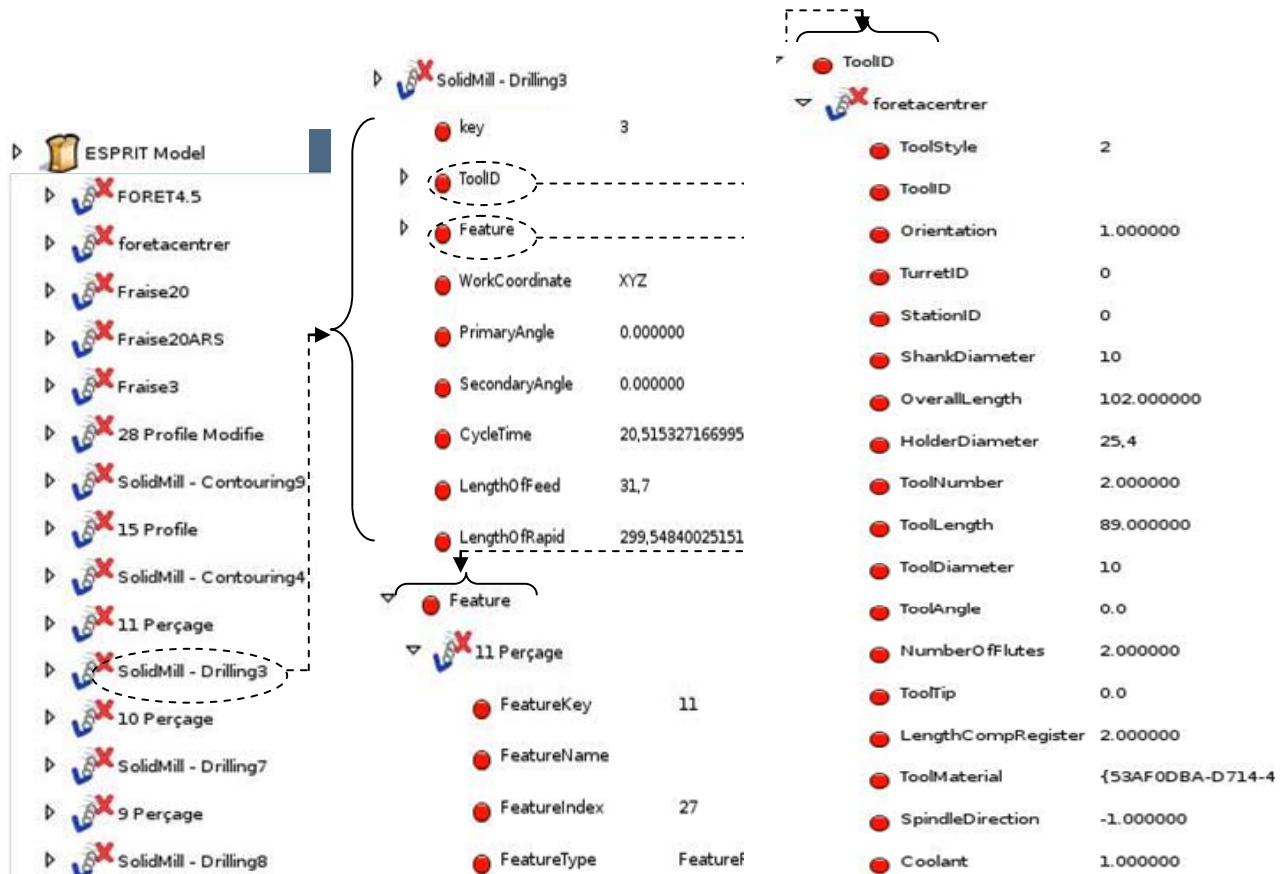 ESPRIT Model
FORET4.5
foretacentrer
Fraise20
Fraise20ARS
Fraise3
28 Profile Modifie
SolidMill - Contouring9
15 Profile
SolidMill - Contouring4
11 Perçage
SolidMill - Drilling3
10 Perçage
SolidMill - Drilling7
9 Perçage
SolidMill - Drilling8
SolidMill - Drilling3
key 3
ToolID
Feature
WorkCoordinate XYZ
PrimaryAngle 0.000000
SecondaryAngle 0.000000
CycleTime 20,515327166995
LengthOfFeed 31,7
LengthOfRapid 299,54840025151
Feature
11 Perçage
FeatureKey 11
FeatureName
FeatureIndex 27
FeatureType FeatureF
ToolID
foretacentrer
ToolStyle 2
ToolID
Orientation 1.000000
TurretID 0
StationID 0
ShankDiameter 10
OverallLength 102.000000
HolderDiameter 25,4
ToolNumber 2.000000
ToolLength 89.000000
ToolDiameter 10
ToolAngle 0.0
NumberOfFlutes 2.000000
ToolTip 0.0
LengthCompRegister 2.000000
ToolMaterial {53AF0DBA-D714-4
SpindleDirection -1.000000
Coolant 1.000000